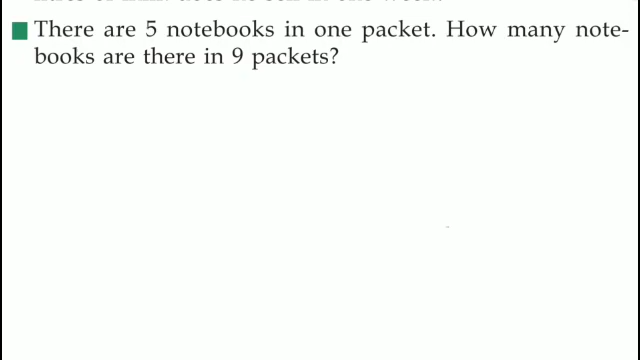 There are 5 notebooks in one packet. How many note-
books are there in 9 packets?